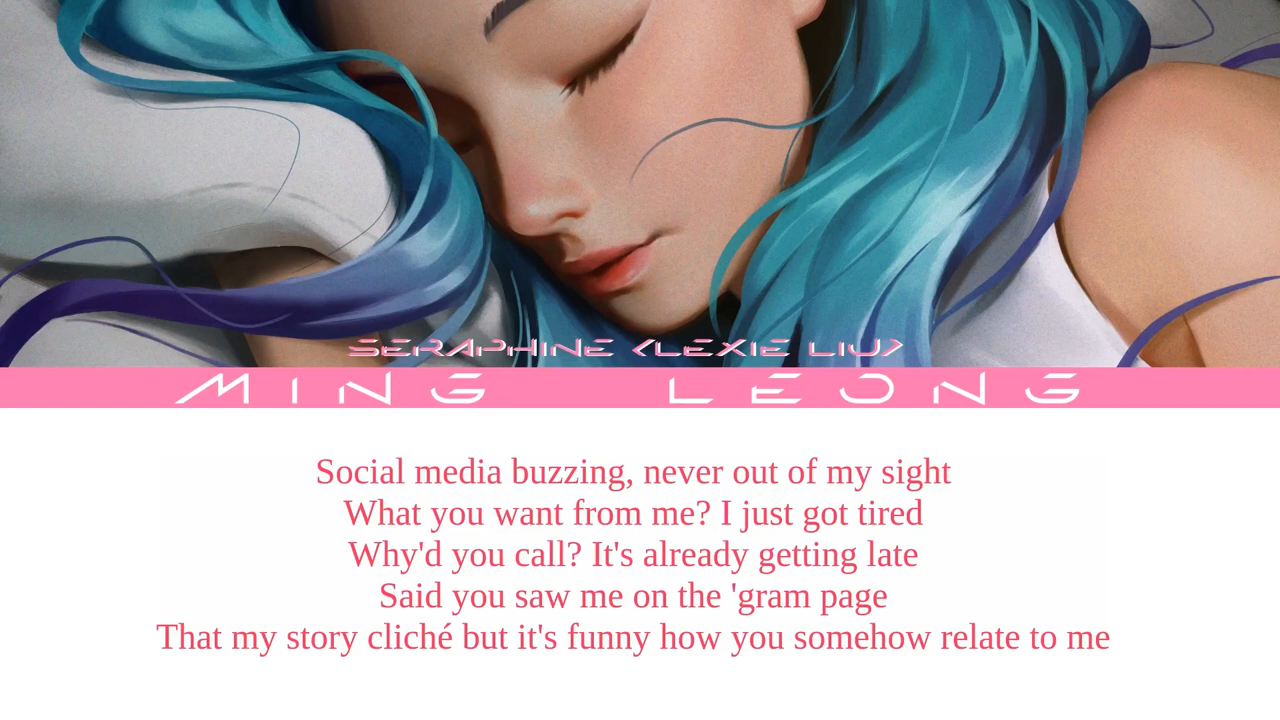 SERAPHINE <LEXIE LIU>
MING LEONG
Social media buzzing, never out of my sight
What you want from me? I just got tired
Why'd you call? It's already getting late
Said you saw me on the 'gram page
That my story cliché but it's funny how you somehow relate to me